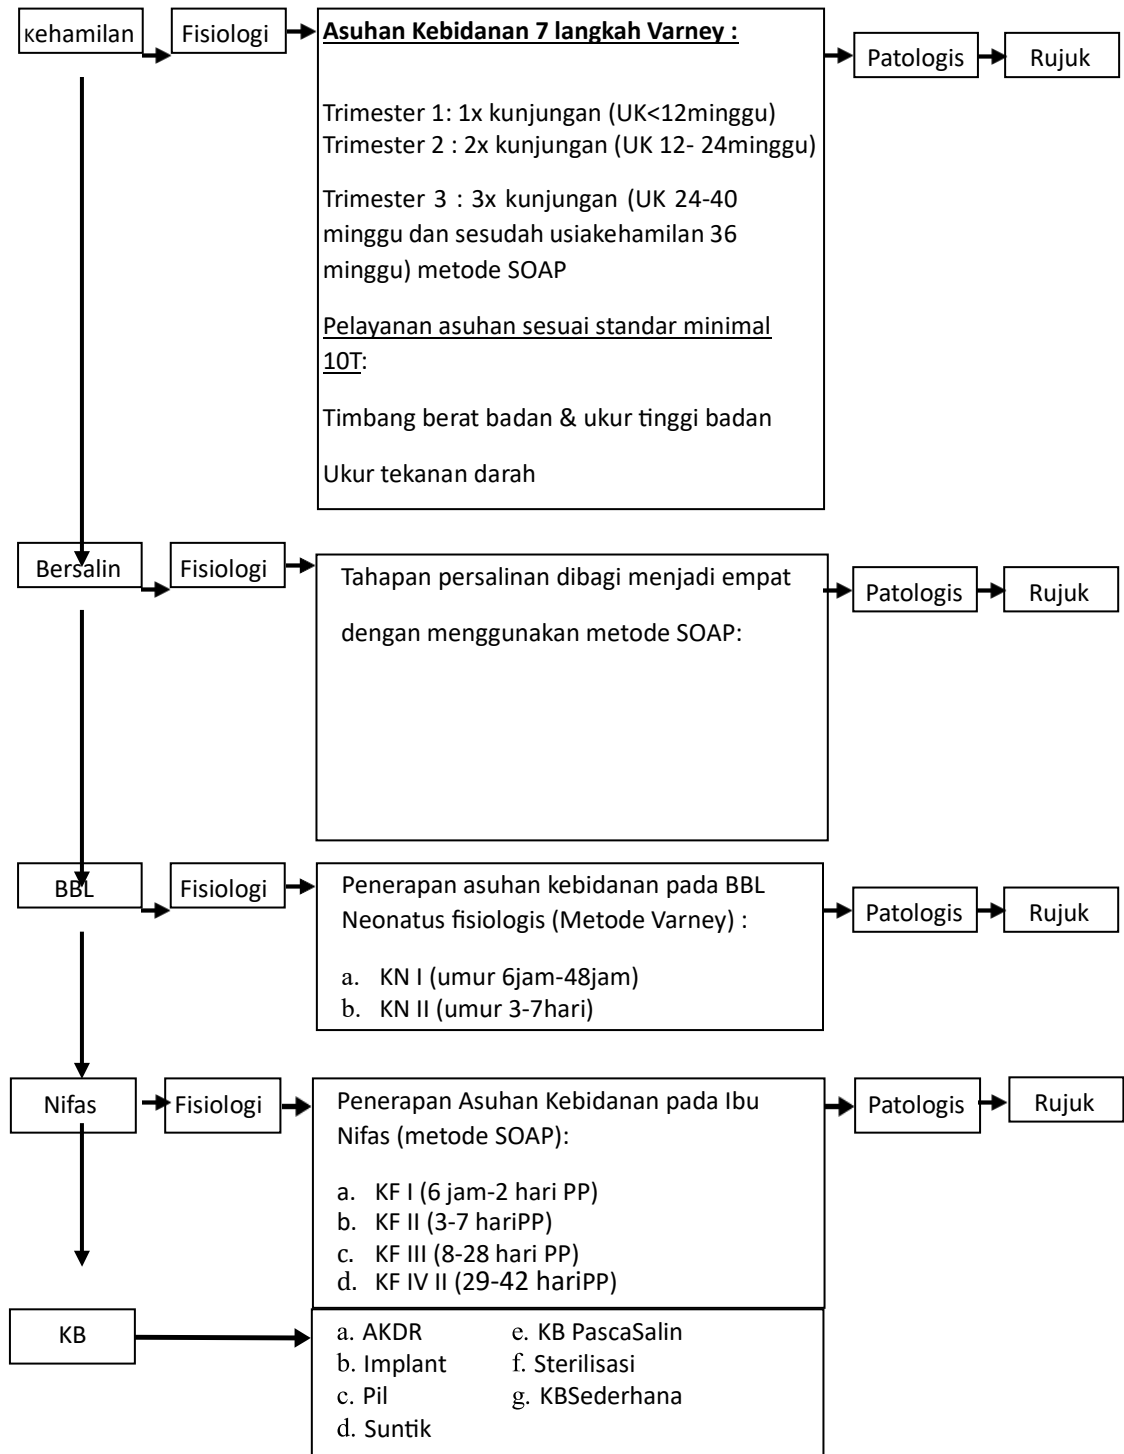 Kehamilan
Fisiologi
Asuhan Kebidanan 7 langkah Varney :
Trimester 1: 1x kunjungan (UK<12minggu)
Trimester 2 : 2x kunjungan (UK 12- 24minggu)
Trimester 3 : 3x kunjungan (UK 24-40
minggu dan sesudah usiakehamilan 36
minggu) metode SOAP
Pelayanan asuhan sesuai standar minimal
10T:
Timbang berat badan & ukur tinggi badan
Ukur tekanan darah
Patologis
Rujuk
Bersalin
Fisiologi
Tahapan persalinan dibagi menjadi empat
dengan menggunakan metode SOAP:
Patologis
Rujuk
BBL
Fisiologi
Penerapan asuhan kebidanan pada BBL
Neonatus fisiologis (Metode Varney) :
a. KN I (umur 6jam-48jam)
b. KN II (umur 3-7hari)
Patologis
Rujuk
Nifas
Fisiologi
Penerapan Asuhan Kebidanan pada Ibu
Nifas (metode SOAP):
a. KF I (6 jam-2 hari PP)
b. KF II (3-7 hariPP)
c. KF III (8-28 hari PP)
d. KF IV II (29-42 hariPP)
Patologis
Rujuk
KB
a. AKDR
b. Implant
c. Pil
d. Suntik
e. KB PascaSalin
f. Sterilisasi
g. KBSederhana